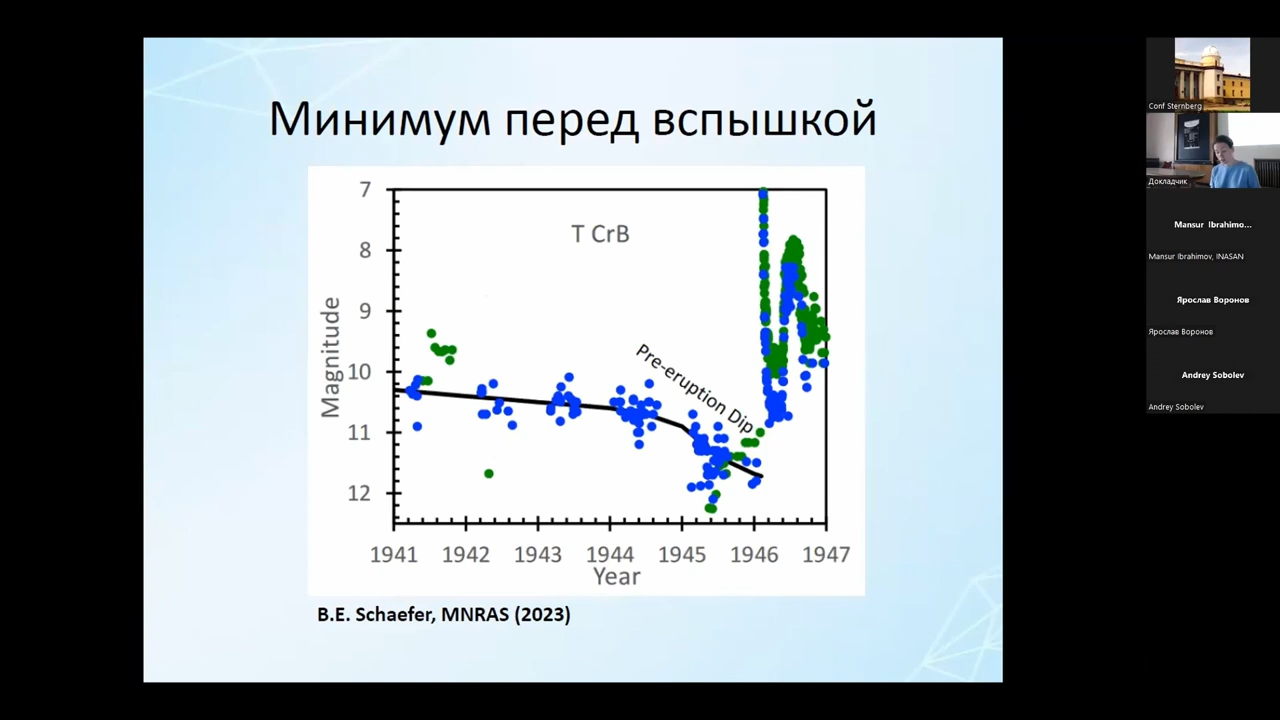 Минимум перед вспышкой
T CrB
Magnitude
7
8
9
10
11
12
Pre-eruption Dip
1941 1942 1943 1944 1945 1946 1947
Year
B.E. Schaefer, MNRAS (2023)
Conf Sternberg
Докладчик
Mansur Ibrahimo...
Mansur Ibrahimov, INASAN
Ярослав Воронов
Ярослав Воронов
Andrey Sobolev
Andrey Sobolev